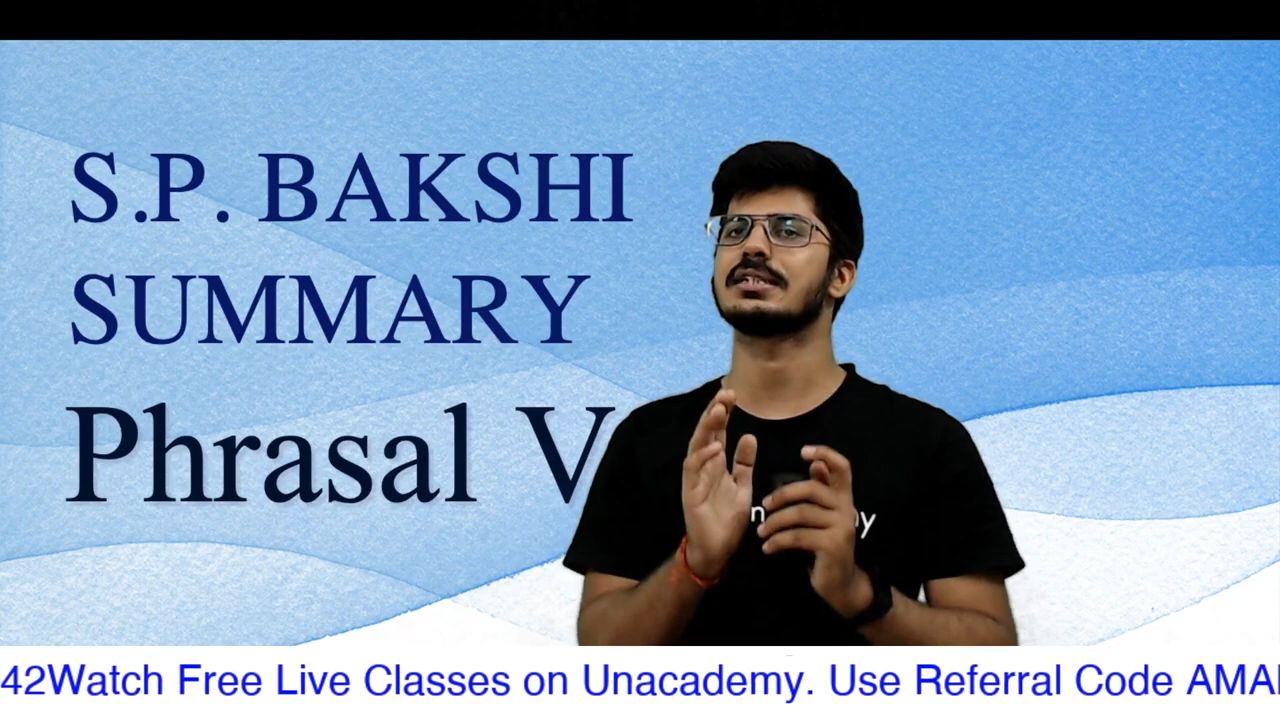 S.P. BAKSHI
SUMMARY
Phrasal V
42Watch Free Live Classes on Unacademy. Use Referral Code AMA